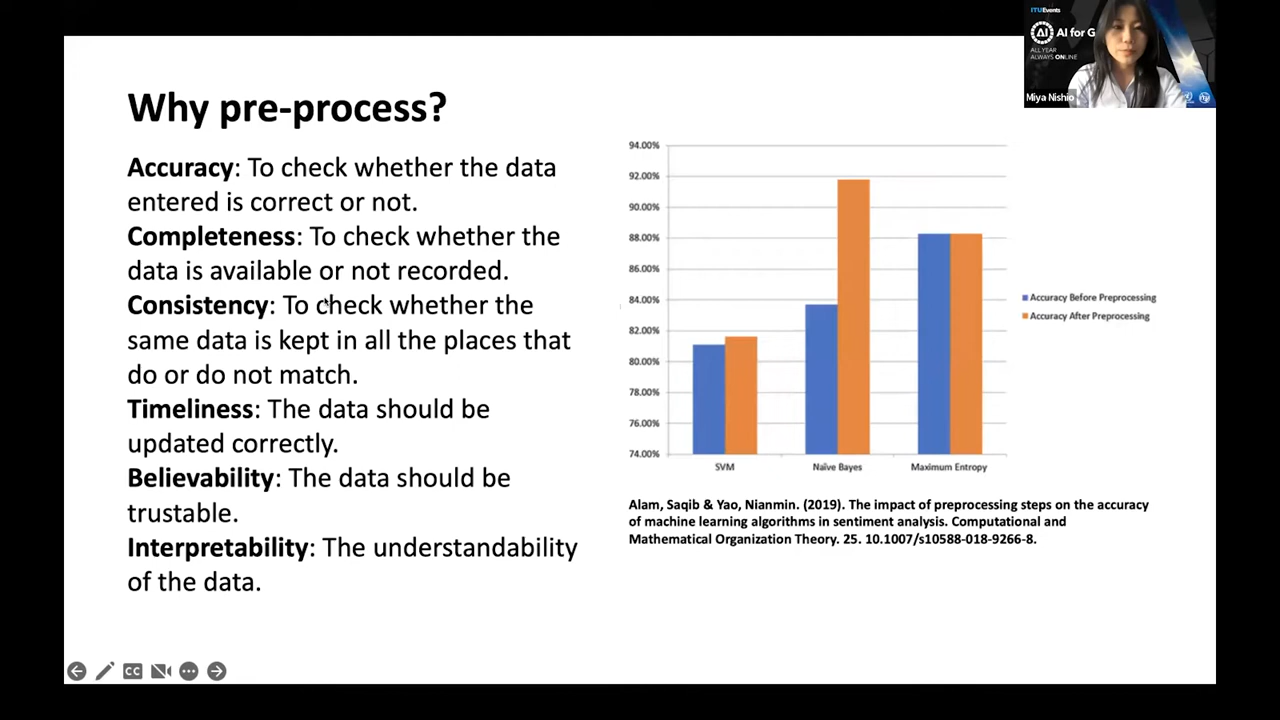 ITUEvents
AI
AI for G
ALL YEAR
ALWAYS ONLINE
Miya Nishio
Why pre-process?
Accuracy: To check whether the data
entered is correct or not.
Completeness: To check whether the
data is available or not recorded.
Consistency: To check whether the
same data is kept in all the places that
do or do not match.
Timeliness: The data should be
updated correctly.
Believability: The data should be
trustable.
Interpretability: The understandability
of the data.
94.00%
92.00%
90.00%
88.00%
86.00%
84.00%
82.00%
80.00%
78.00%
76.00%
74.00%
SVM
Naïve Bayes
Maximum Entropy
Accuracy Before Preprocessing
Accuracy After Preprocessing
Alam, Saqib & Yao, Nianmin. (2019). The impact of preprocessing steps on the accuracy
of machine learning algorithms in sentiment analysis. Computational and
Mathematical Organization Theory. 25. 10.1007/s10588-018-9266-8.
CC